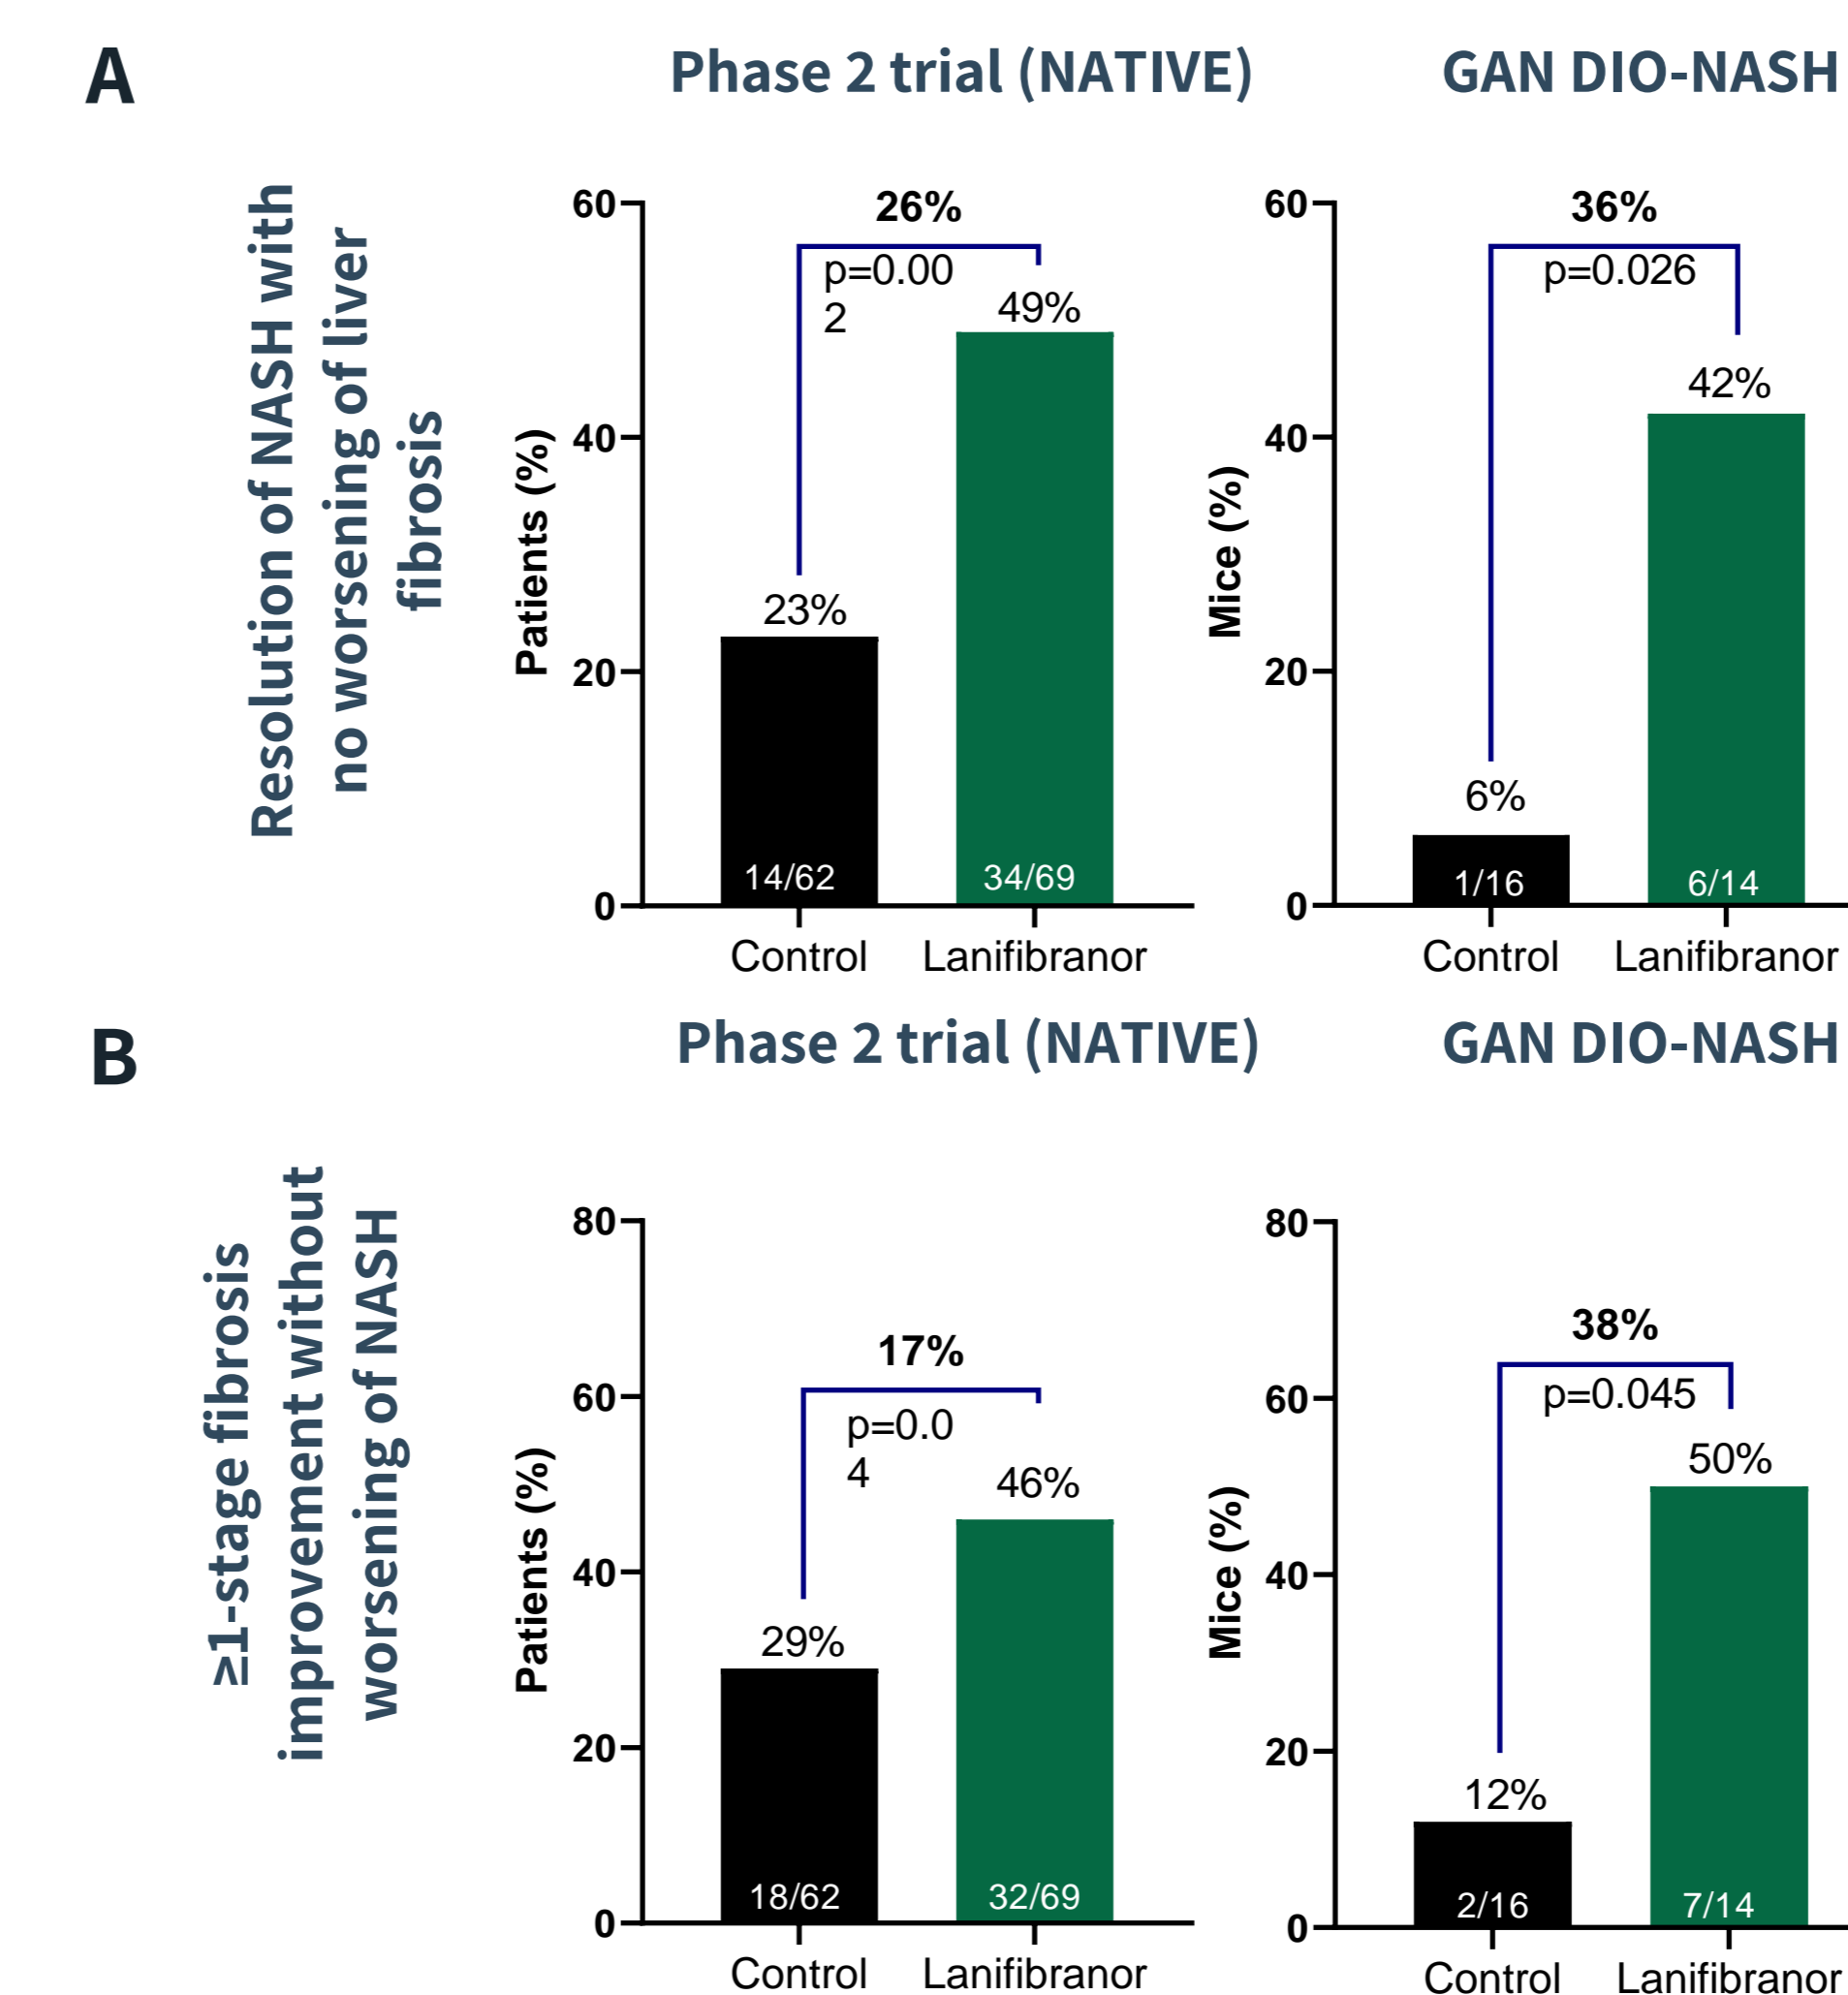 A
Phase 2 trial (NATIVE)
GAN DIO-NASH
Resolution of NASH with
no worsening of liver
fibrosis
Patients (%)
60
40
20
0
26%
p=0.00
2
49%
23%
14/62
34/69
Control
Lanifibranor
Mice (%)
60
40
20
0
36%
p=0.026
42%
6%
1/16
6/14
Control
Lanifibranor
B
Phase 2 trial (NATIVE)
GAN DIO-NASH
≥1-stage fibrosis
improvement without
worsening of NASH
Patients (%)
80
60
40
20
0
17%
p=0.0
4
46%
29%
18/62
32/69
Control
Lanifibranor
Mice (%)
80
60
40
20
0
38%
p=0.045
50%
12%
2/16
7/14
Control
Lanifibranor